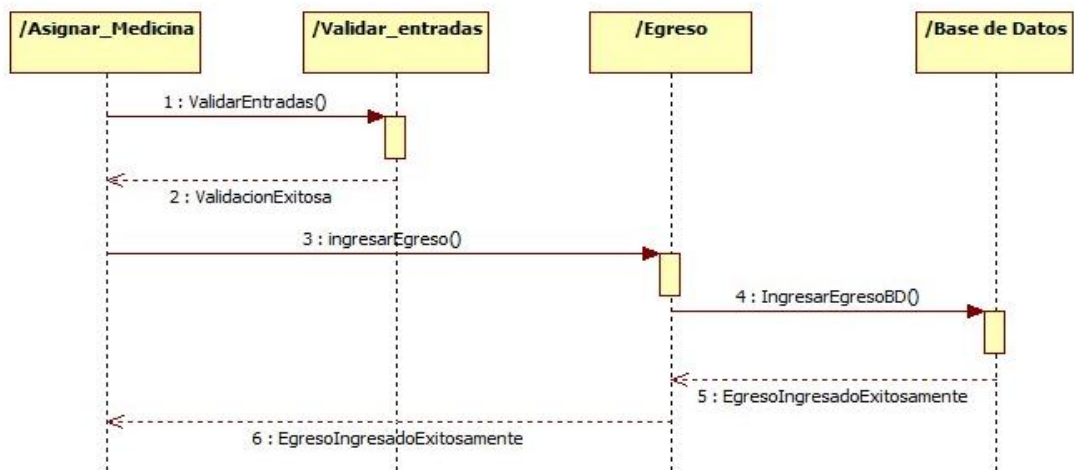 /Asignar_Medicina
/Validar_entradas
/Egreso
/Base de Datos
1 : ValidarEntradas()
2 : ValidacionExitosa
3 : ingresarEgreso()
4 : IngresarEgresoBD()
5 : EgresoIngresadoExitosamente
6 : EgresoIngresadoExitosamente